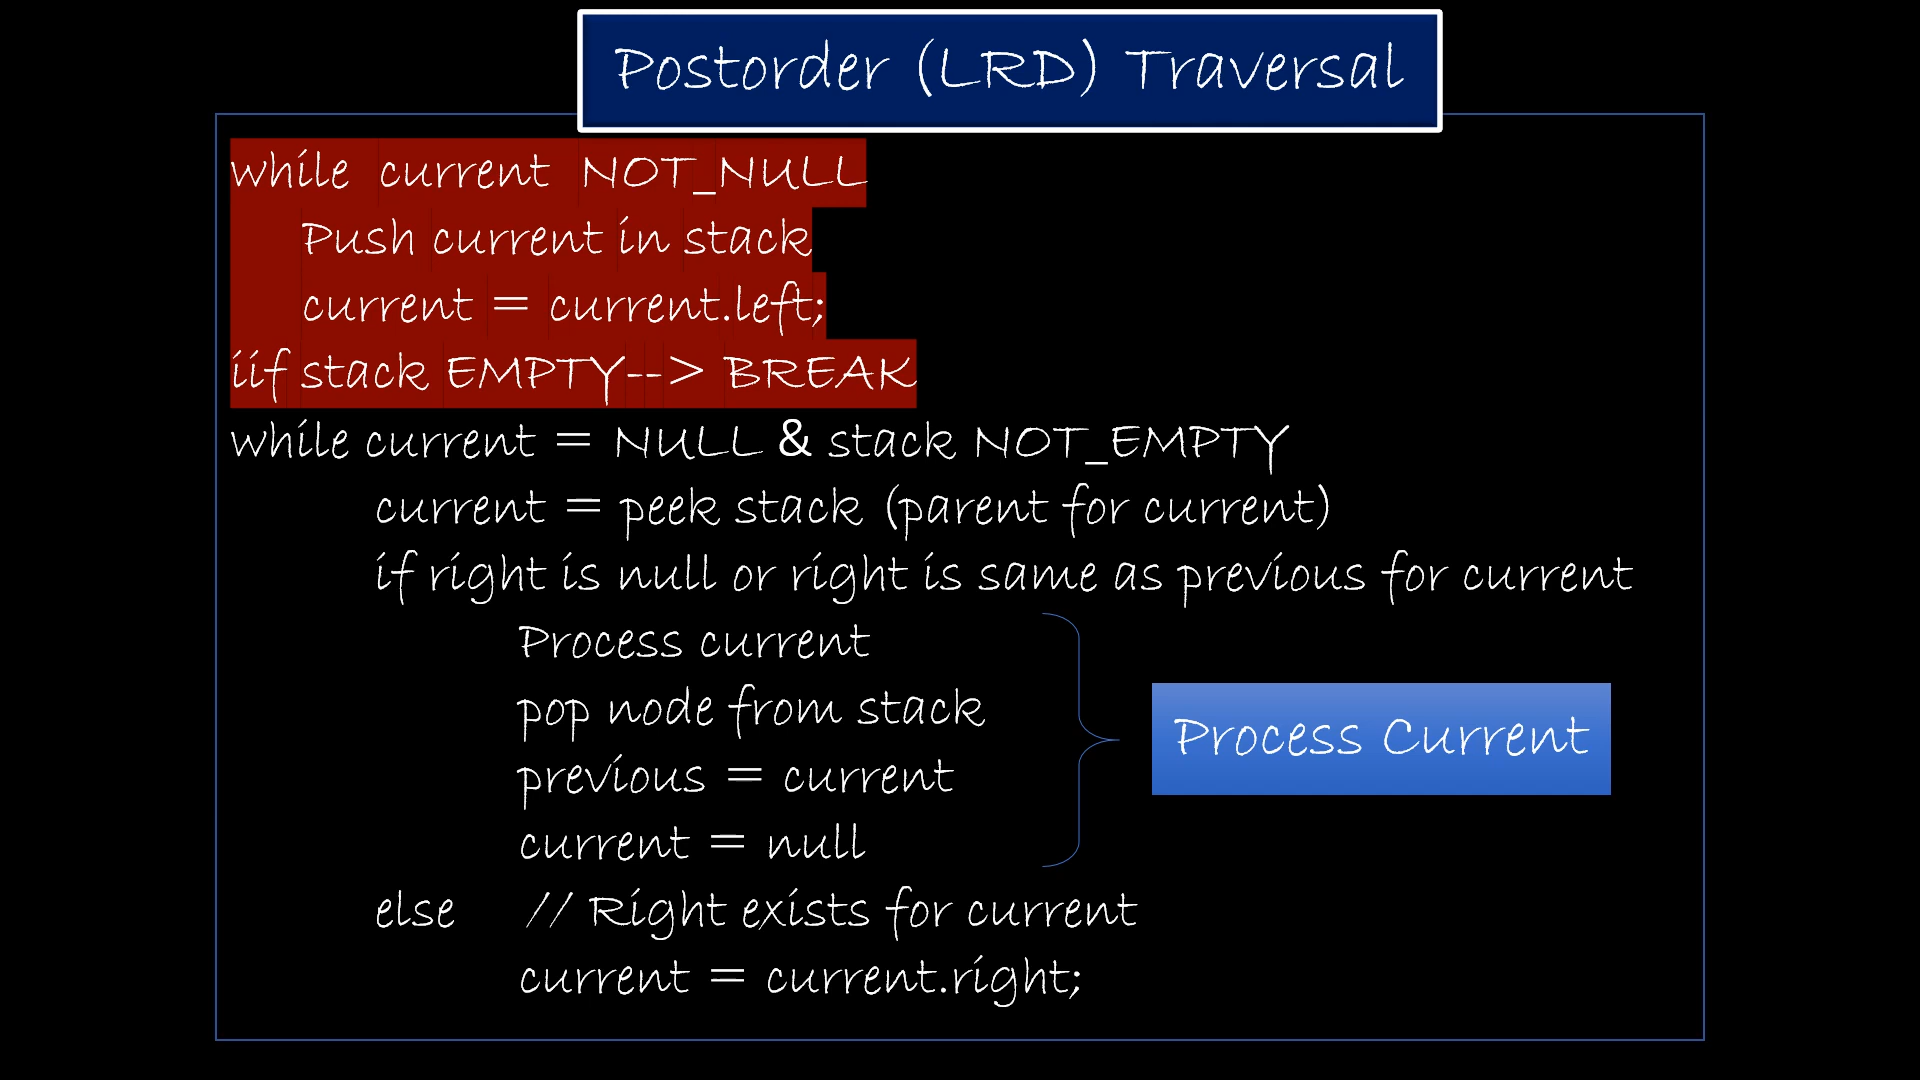 Postorder (LRD) Traversal
while current NOT_NULL
Push current in stack
current = current.left;
iif stack EMPTY--> BREAK
while current = NULL & stack NOT_EMPTY
current = peek stack (parent for current)
if right is null or right is same as previous for current
Process current
pop node from stack
previous = current
current = null
Process Current
else // Right exists for current
current = current.right;